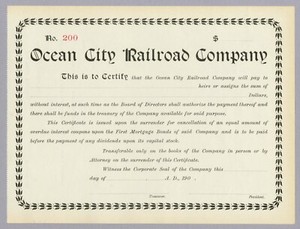 No. 200 $
Ocean City Railroad Company
This is to Certify that the Ocean City Railroad Company will pay to
heirs or assigns the sum of
Dollars,
without interest, at such time as the Board of Directors shall authorize the payment thereof and
there shall be funds in the treasury of the Company available for said purpose.
This Certificate is issued upon the surrender for cancellation of an equal amount of
overdue interest coupons upon the First Mortgage Bonds of said Company and is to be paid
before the payment of any dividends upon its capital stock.
Transferable only on the books of the Company in person or by
Attorney on the surrender of this Certificate.
Witness the Corporate Seal of the Company this
day of A. D., 190
Treasurer. President.